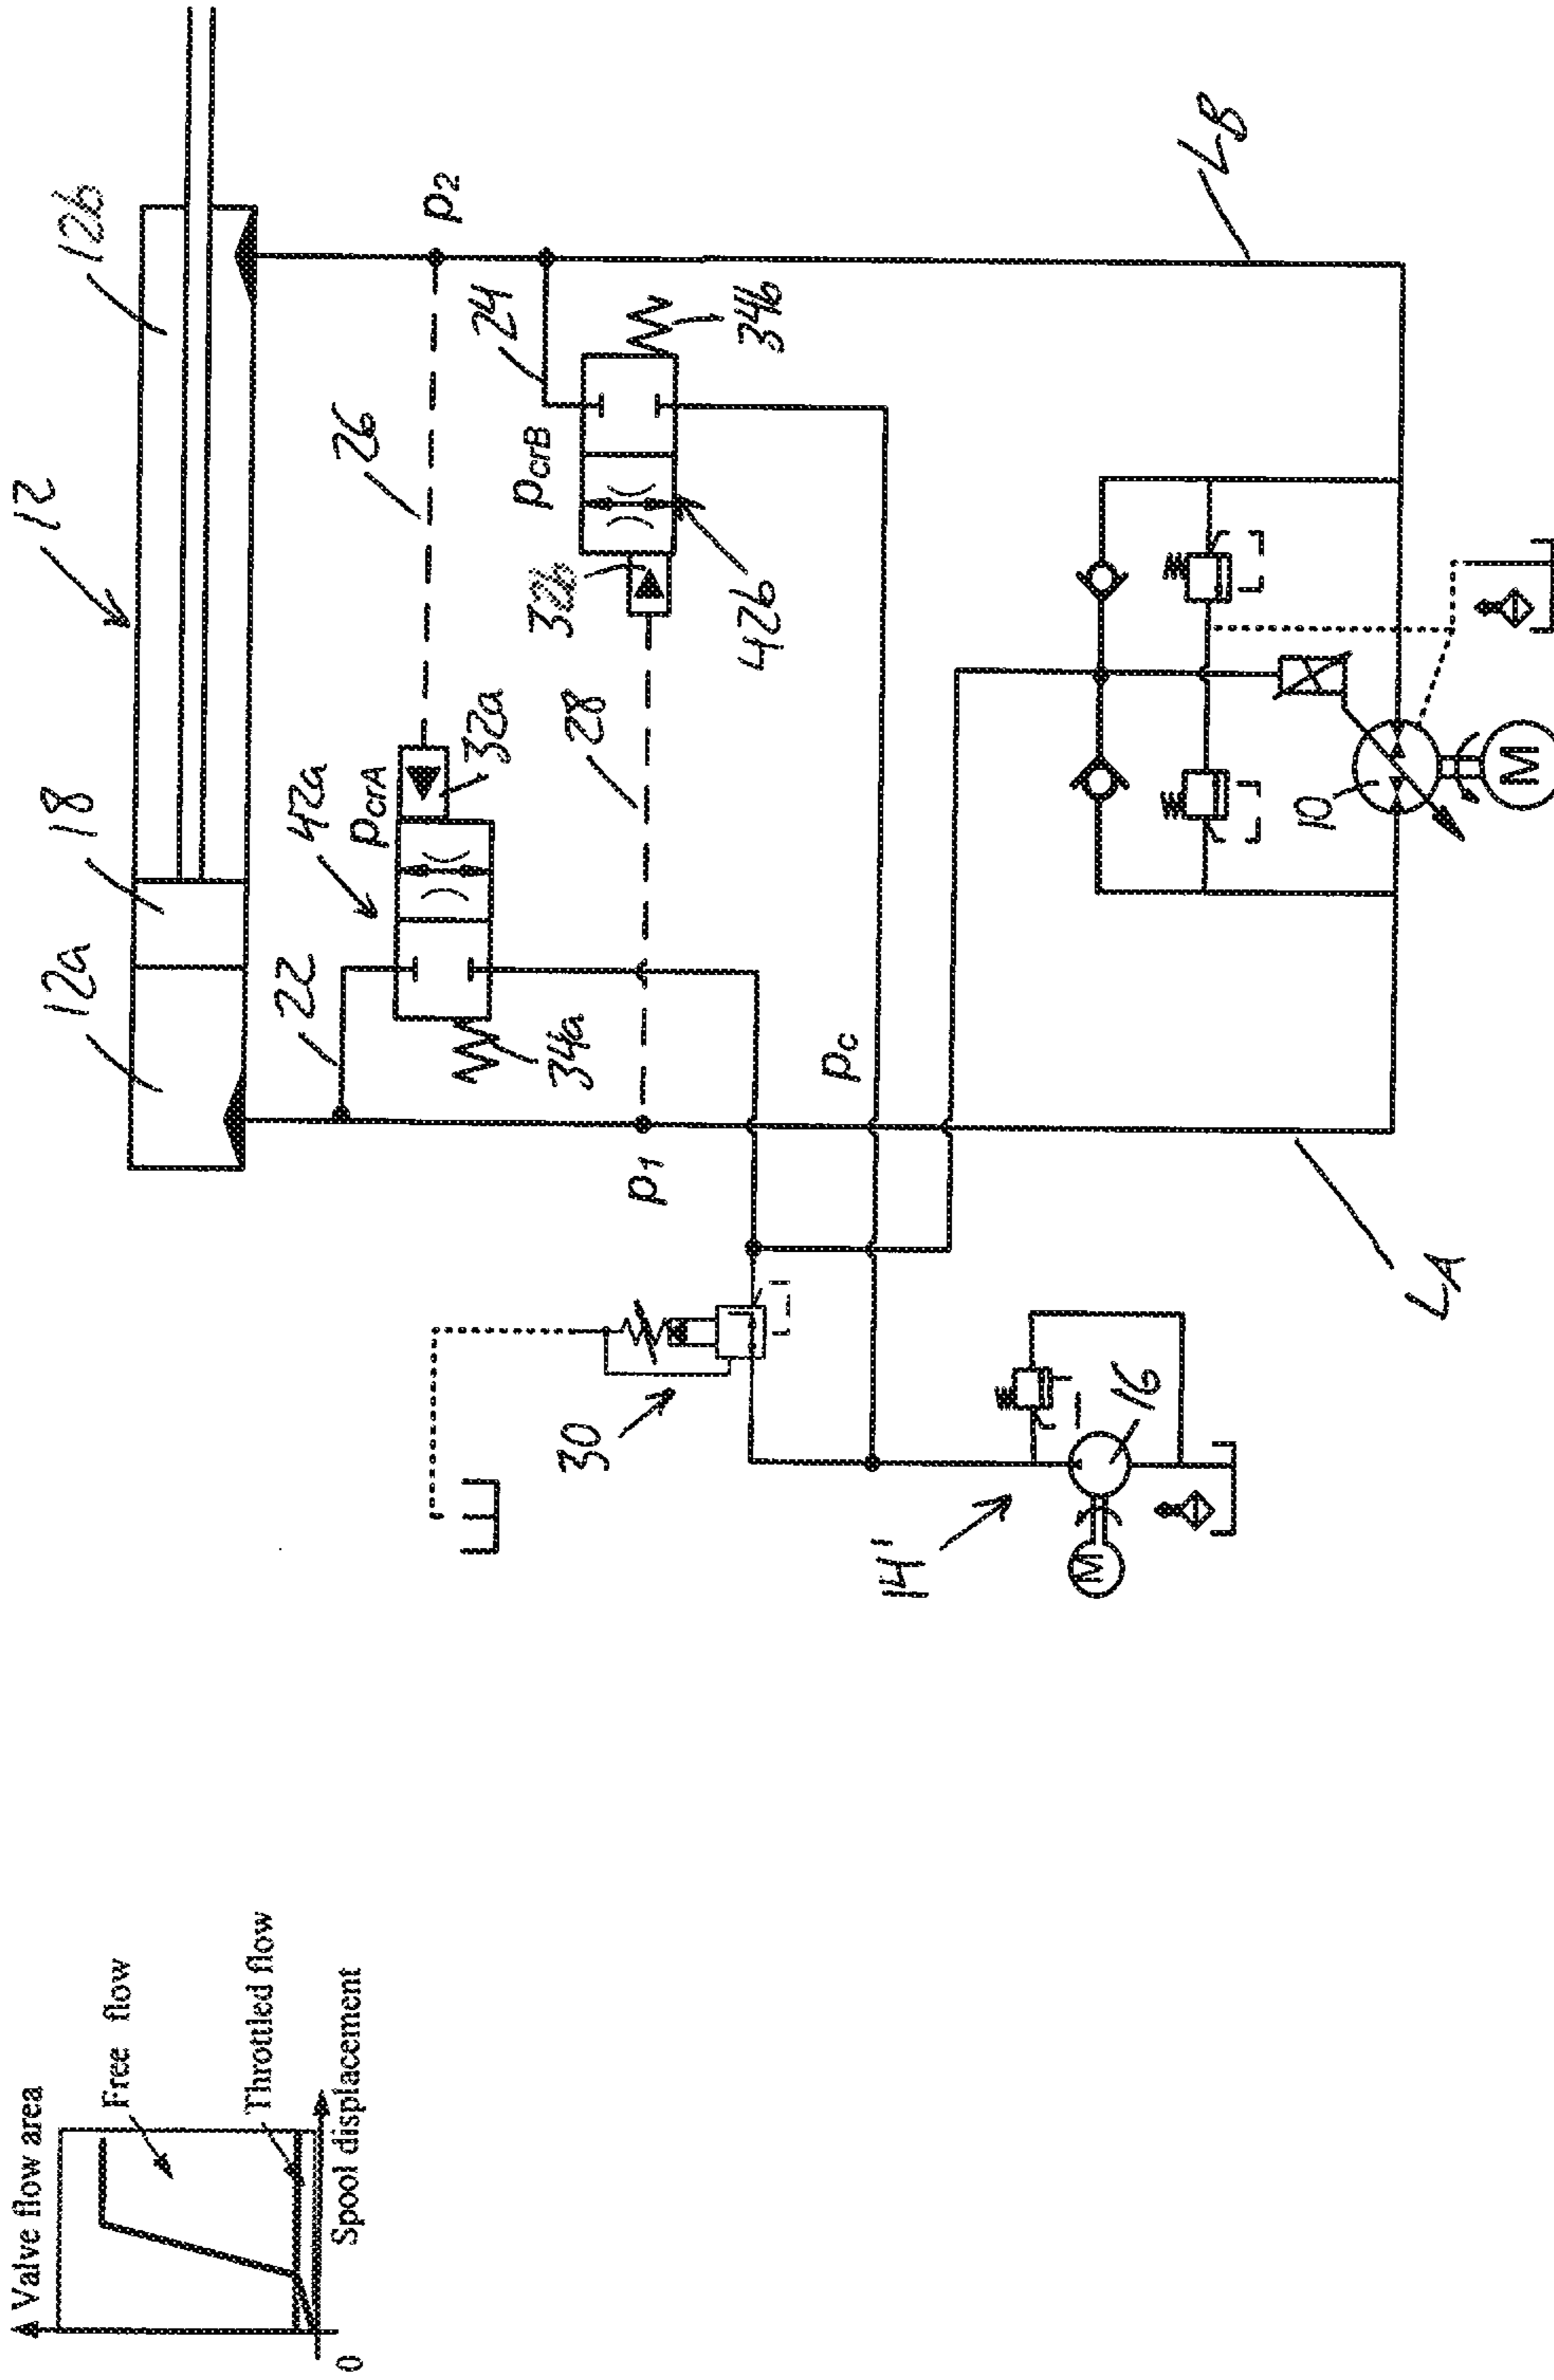 Valve flow area
Free flow
Throttled flow
Spool displacement
0
12
12a
18
12b
22
42a
PcrA
32a
34a
26
P2
24
PcrB
32b
34b
42b
28
P1
Pc
30
14'
16
M
LA
LB
10
M